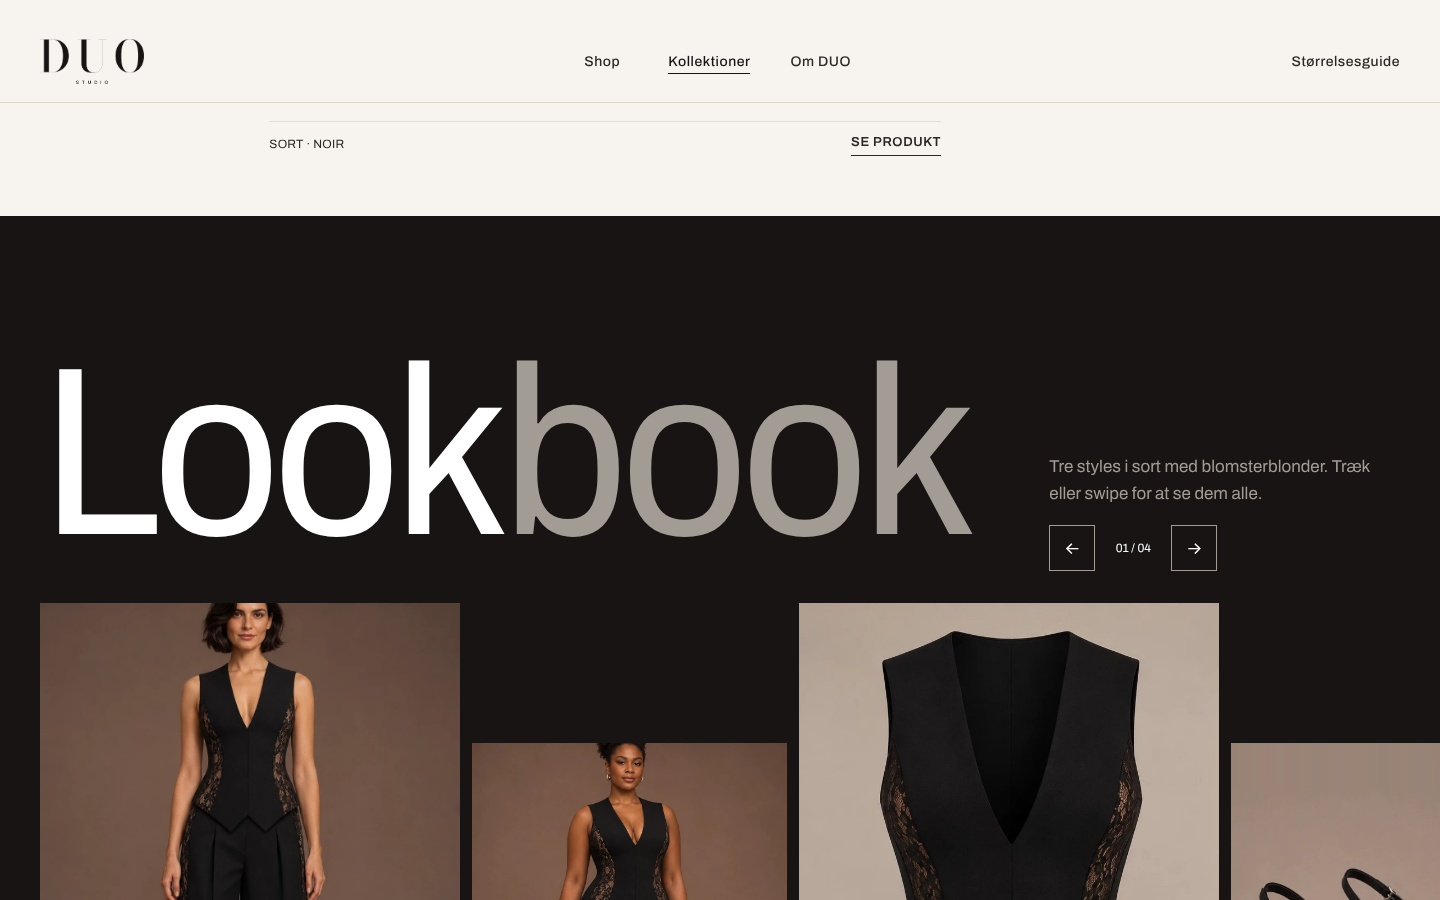 DUO
STUDIO
Shop
Kollektioner
Om DUO
Størrelsesguide
SORT · NOIR
SE PRODUKT
Lookbook
Tre styles i sort med blomsterblonder. Træk
eller swipe for at se dem alle.
01 / 04